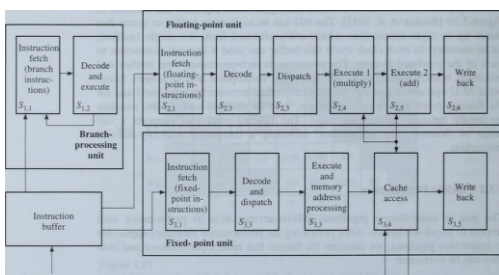 Floating-point unit
Instruction
fetch (branch
instruc-
tions)
S1,1
Decode
and
execute
S1,2
Branch-
processing
unit
Instruction
fetch (floating-
point in-
structions)
S2,1
Decode
S2,3
Dispatch
S2,3
Execute 1
(multiply)
S2,4
Execute 2
(add)
S2,5
Write
back
S2,6
Instruction
buffer
Instruction
fetch
(fixed-
point in-
structions)
S3,1
Decode
and
dispatch
S3,3
Execute
and
memory
address
processing
S3,3
Cache
access
S3,4
Write
back
S3,5
Fixed- point unit